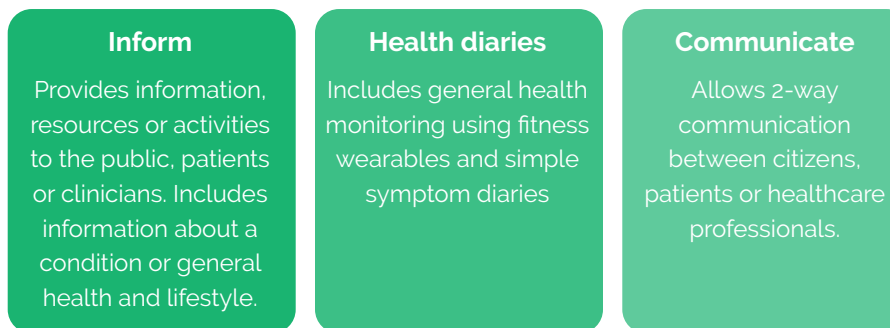 Inform
Provides information,
resources or activities
to the public, patients
or clinicians. Includes
information about a
condition or general
health and lifestyle.
Health diaries
Includes general health
monitoring using fitness
wearables and simple
symptom diaries
Communicate
Allows 2-way
communication
between citizens,
patients or healthcare
professionals.